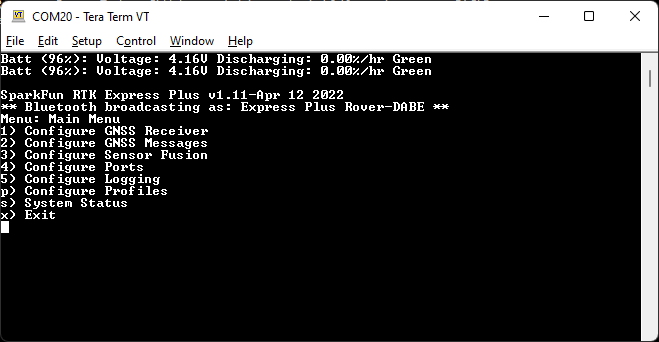 COM20 - Tera Term VT
File Edit Setup Control Window Help
Batt (96%): Voltage: 4.16V Discharging: 0.00%/hr Green
Batt (96%): Voltage: 4.16V Discharging: 0.00%/hr Green
SparkFun RTK Express Plus v1.11-Apr 12 2022
** Bluetooth broadcasting as: Express Plus Rover-DABE **
Menu: Main Menu
1) Configure GNSS Receiver
2) Configure GNSS Messages
3) Configure Sensor Fusion
4) Configure Ports
5) Configure Logging
p) Configure Profiles
s) System Status
x) Exit